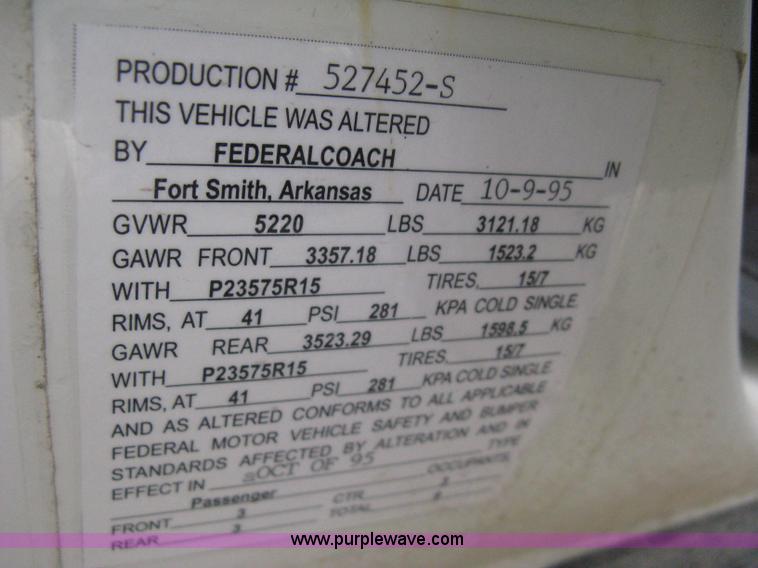 PRODUCTION # 527452-S
THIS VEHICLE WAS ALTERED
BY FEDERALCOACH IN
Fort Smith, Arkansas DATE 10-9-95
GVWR 5220 LBS 3121.18 KG
GAWR FRONT 3357.18 LBS 1523.2 KG
WITH P23575R15 TIRES, 15/7
RIMS, AT 41 PSI 281 KPA COLD SINGLE
GAWR REAR 3523.29 LBS 1598.5 KG
WITH P23575R15 TIRES 15/7
RIMS, AT 41 PSI 281 KPA COLD SINGLE
AND AS ALTERED CONFORMS TO ALL APPLICABLE
FEDERAL MOTOR VEHICLE SAFETY AND BUMPER
STANDARDS AFFECTED BY ALTERATION AND IN
EFFECT IN OCT OF 95 TYPE
Passenger OCCUPANTS,
FRONT 3 CTR
REAR 3 TOTAL
www.purplewave.com